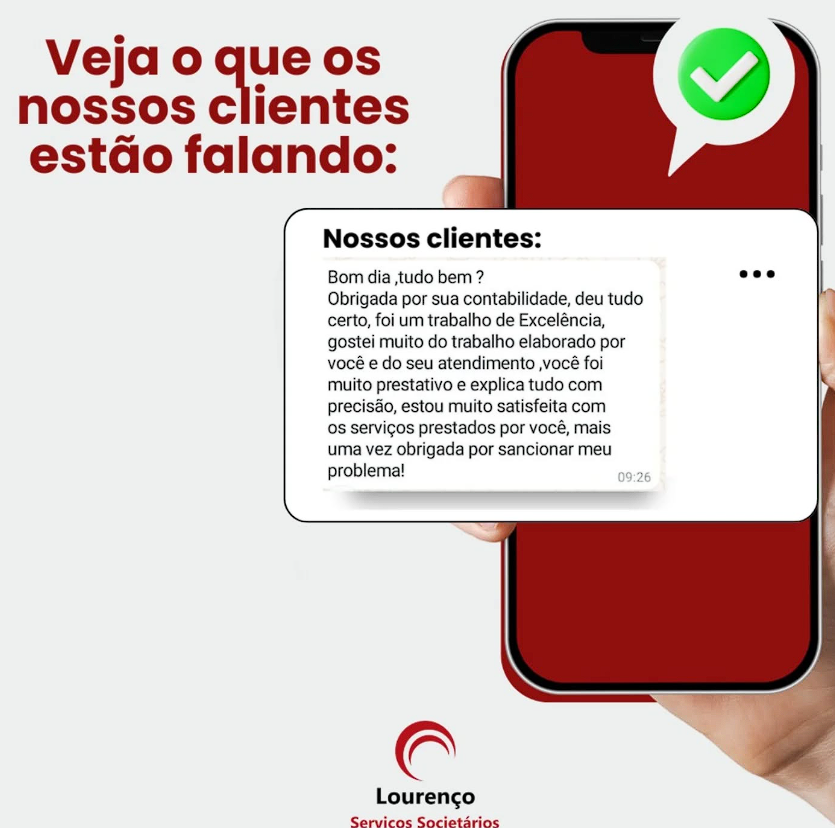 Veja o que os
nossos clientes
estão falando:
Nossos clientes:
Bom dia ,tudo bem ?
Obrigada por sua contabilidade, deu tudo
certo, foi um trabalho de Excelência,
gostei muito do trabalho elaborado por
você e do seu atendimento ,você foi
muito prestativo e explica tudo com
precisão, estou muito satisfeita com
os serviços prestados por você, mais
uma vez obrigada por sancionar meu
problema!
09:26
Lourenço
Serviços Societários